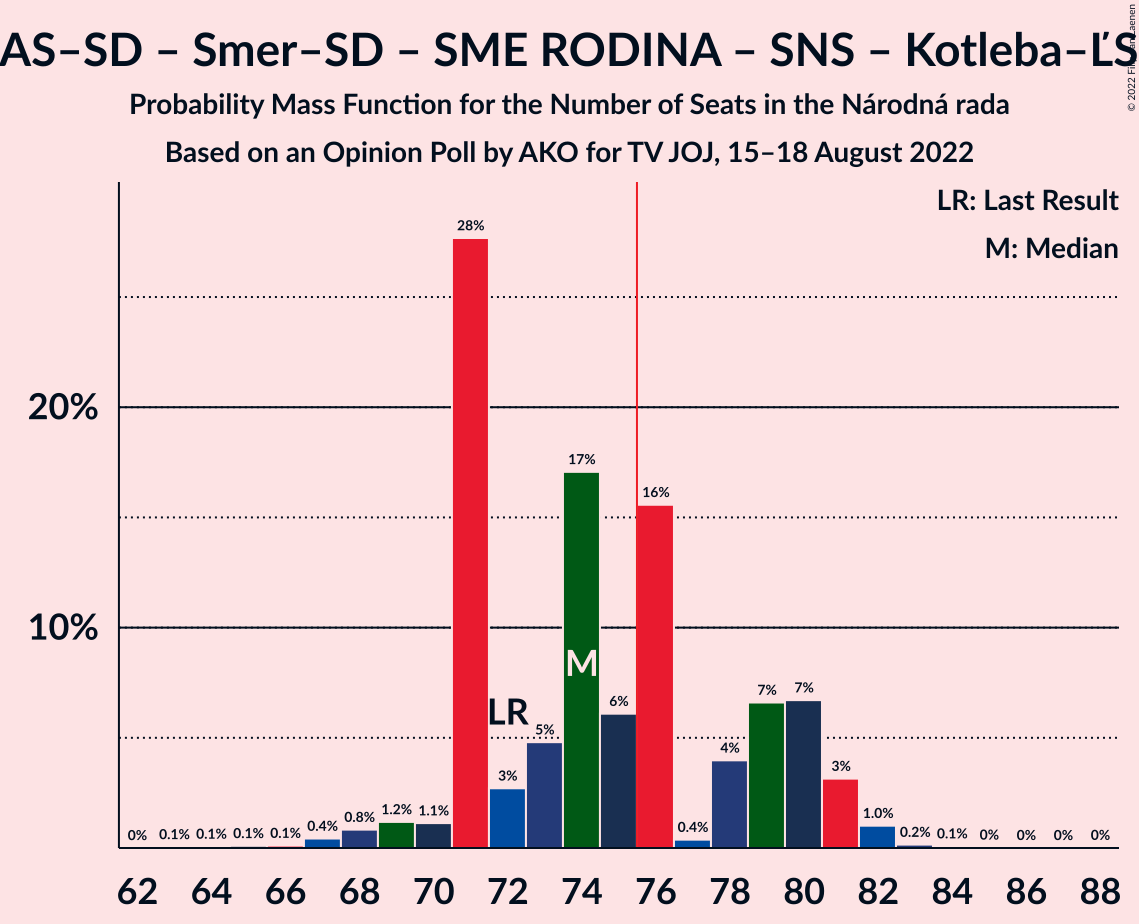 AS–SD – Smer–SD – SME RODINA – SNS – Kotleba–ĽS
Probability Mass Function for the Number of Seats in the Národná rada
Based on an Opinion Poll by AKO for TV JOJ, 15–18 August 2022
© 2022
LR: Last Result
M: Median
28%
20%
17%
16%
10%
M
7% 7%
LR
6%
5%
4%
3%
3%
0% 0.1% 0.1% 0.1% 0.1% 0.4% 0.8% 1.2% 1.1% 0.4% 1.0% 0.2% 0.1% 0% 0% 0% 0%
62 64 66 68 70 72 74 76 78 80 82 84 86 88